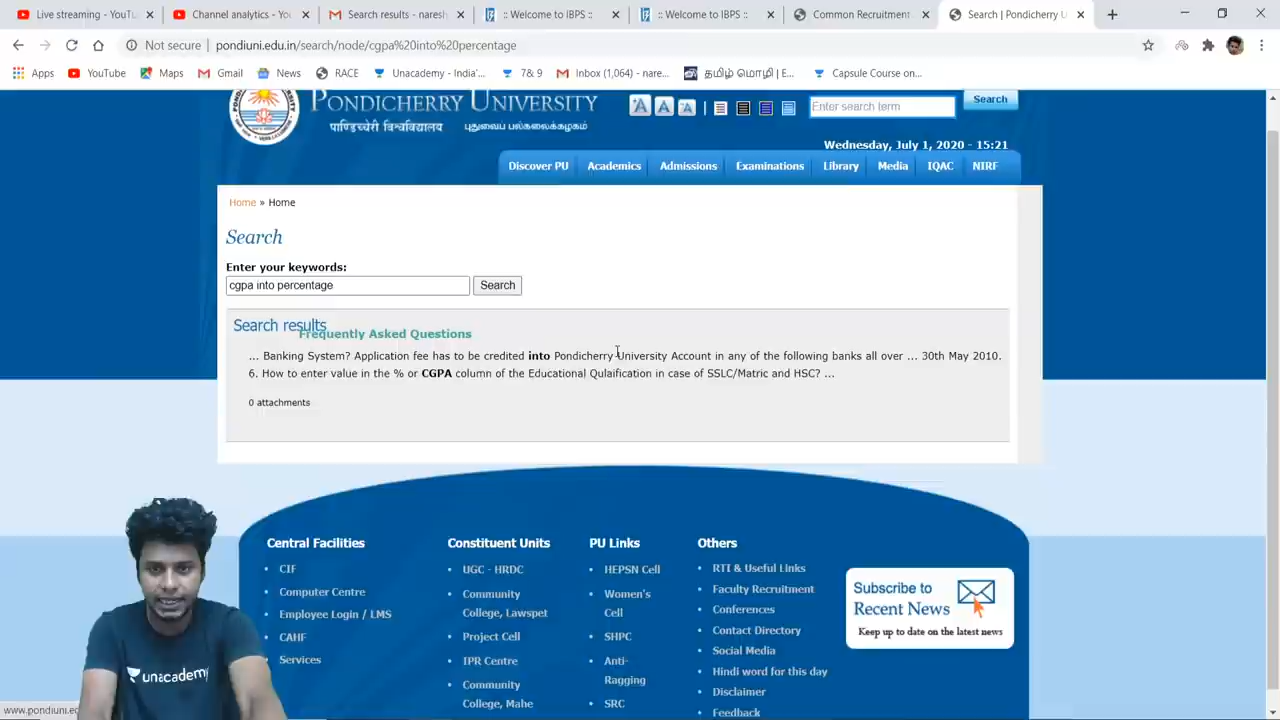 Live streaming - YouTu
Channel analytics - Yo
Search results - naresh
:: Welcome to IBPS ::
:: Welcome to IBPS ::
Common Recruitment
Search | Pondicherry U
Not secure | pondiuni.edu.in/search/node/cgpa%20into%20percentage
Apps YouTube Maps Gmail News RACE Unacademy - India'... 7& 9 Inbox (1,064) - nare... தமிழ் மொழி | E... Capsule Course on...
PONDICHERRY UNIVERSITY
पाण्डिच्चेरी विश्वविद्यालय புதுவைப் பல்கலைக்கழகம்
A A A
Enter search term Search
Wednesday, July 1, 2020 - 15:21
Discover PU Academics Admissions Examinations Library Media IQAC NIRF
Home » Home
Search
Enter your keywords:
cgpa into percentage Search
Search results
Frequently Asked Questions
... Banking System? Application fee has to be credited into Pondicherry University Account in any of the following banks all over ... 30th May 2010.
6. How to enter value in the % or CGPA column of the Educational Qulaification in case of SSLC/Matric and HSC? ...
0 attachments
Central Facilities
CIF
Computer Centre
Employee Login / LMS
CAHF
Services
Constituent Units
UGC - HRDC
Community
College, Lawspet
Project Cell
IPR Centre
Community
College, Mahe
PU Links
HEPSN Cell
Women's
Cell
SHPC
Anti-
Ragging
SRC
Others
RTI & Useful Links
Faculty Recruitment
Conferences
Contact Directory
Social Media
Hindi word for this day
Disclaimer
Feedback
Subscribe to
Recent News
Keep up to date on the latest news
unacademy
www.pondiuni.ed